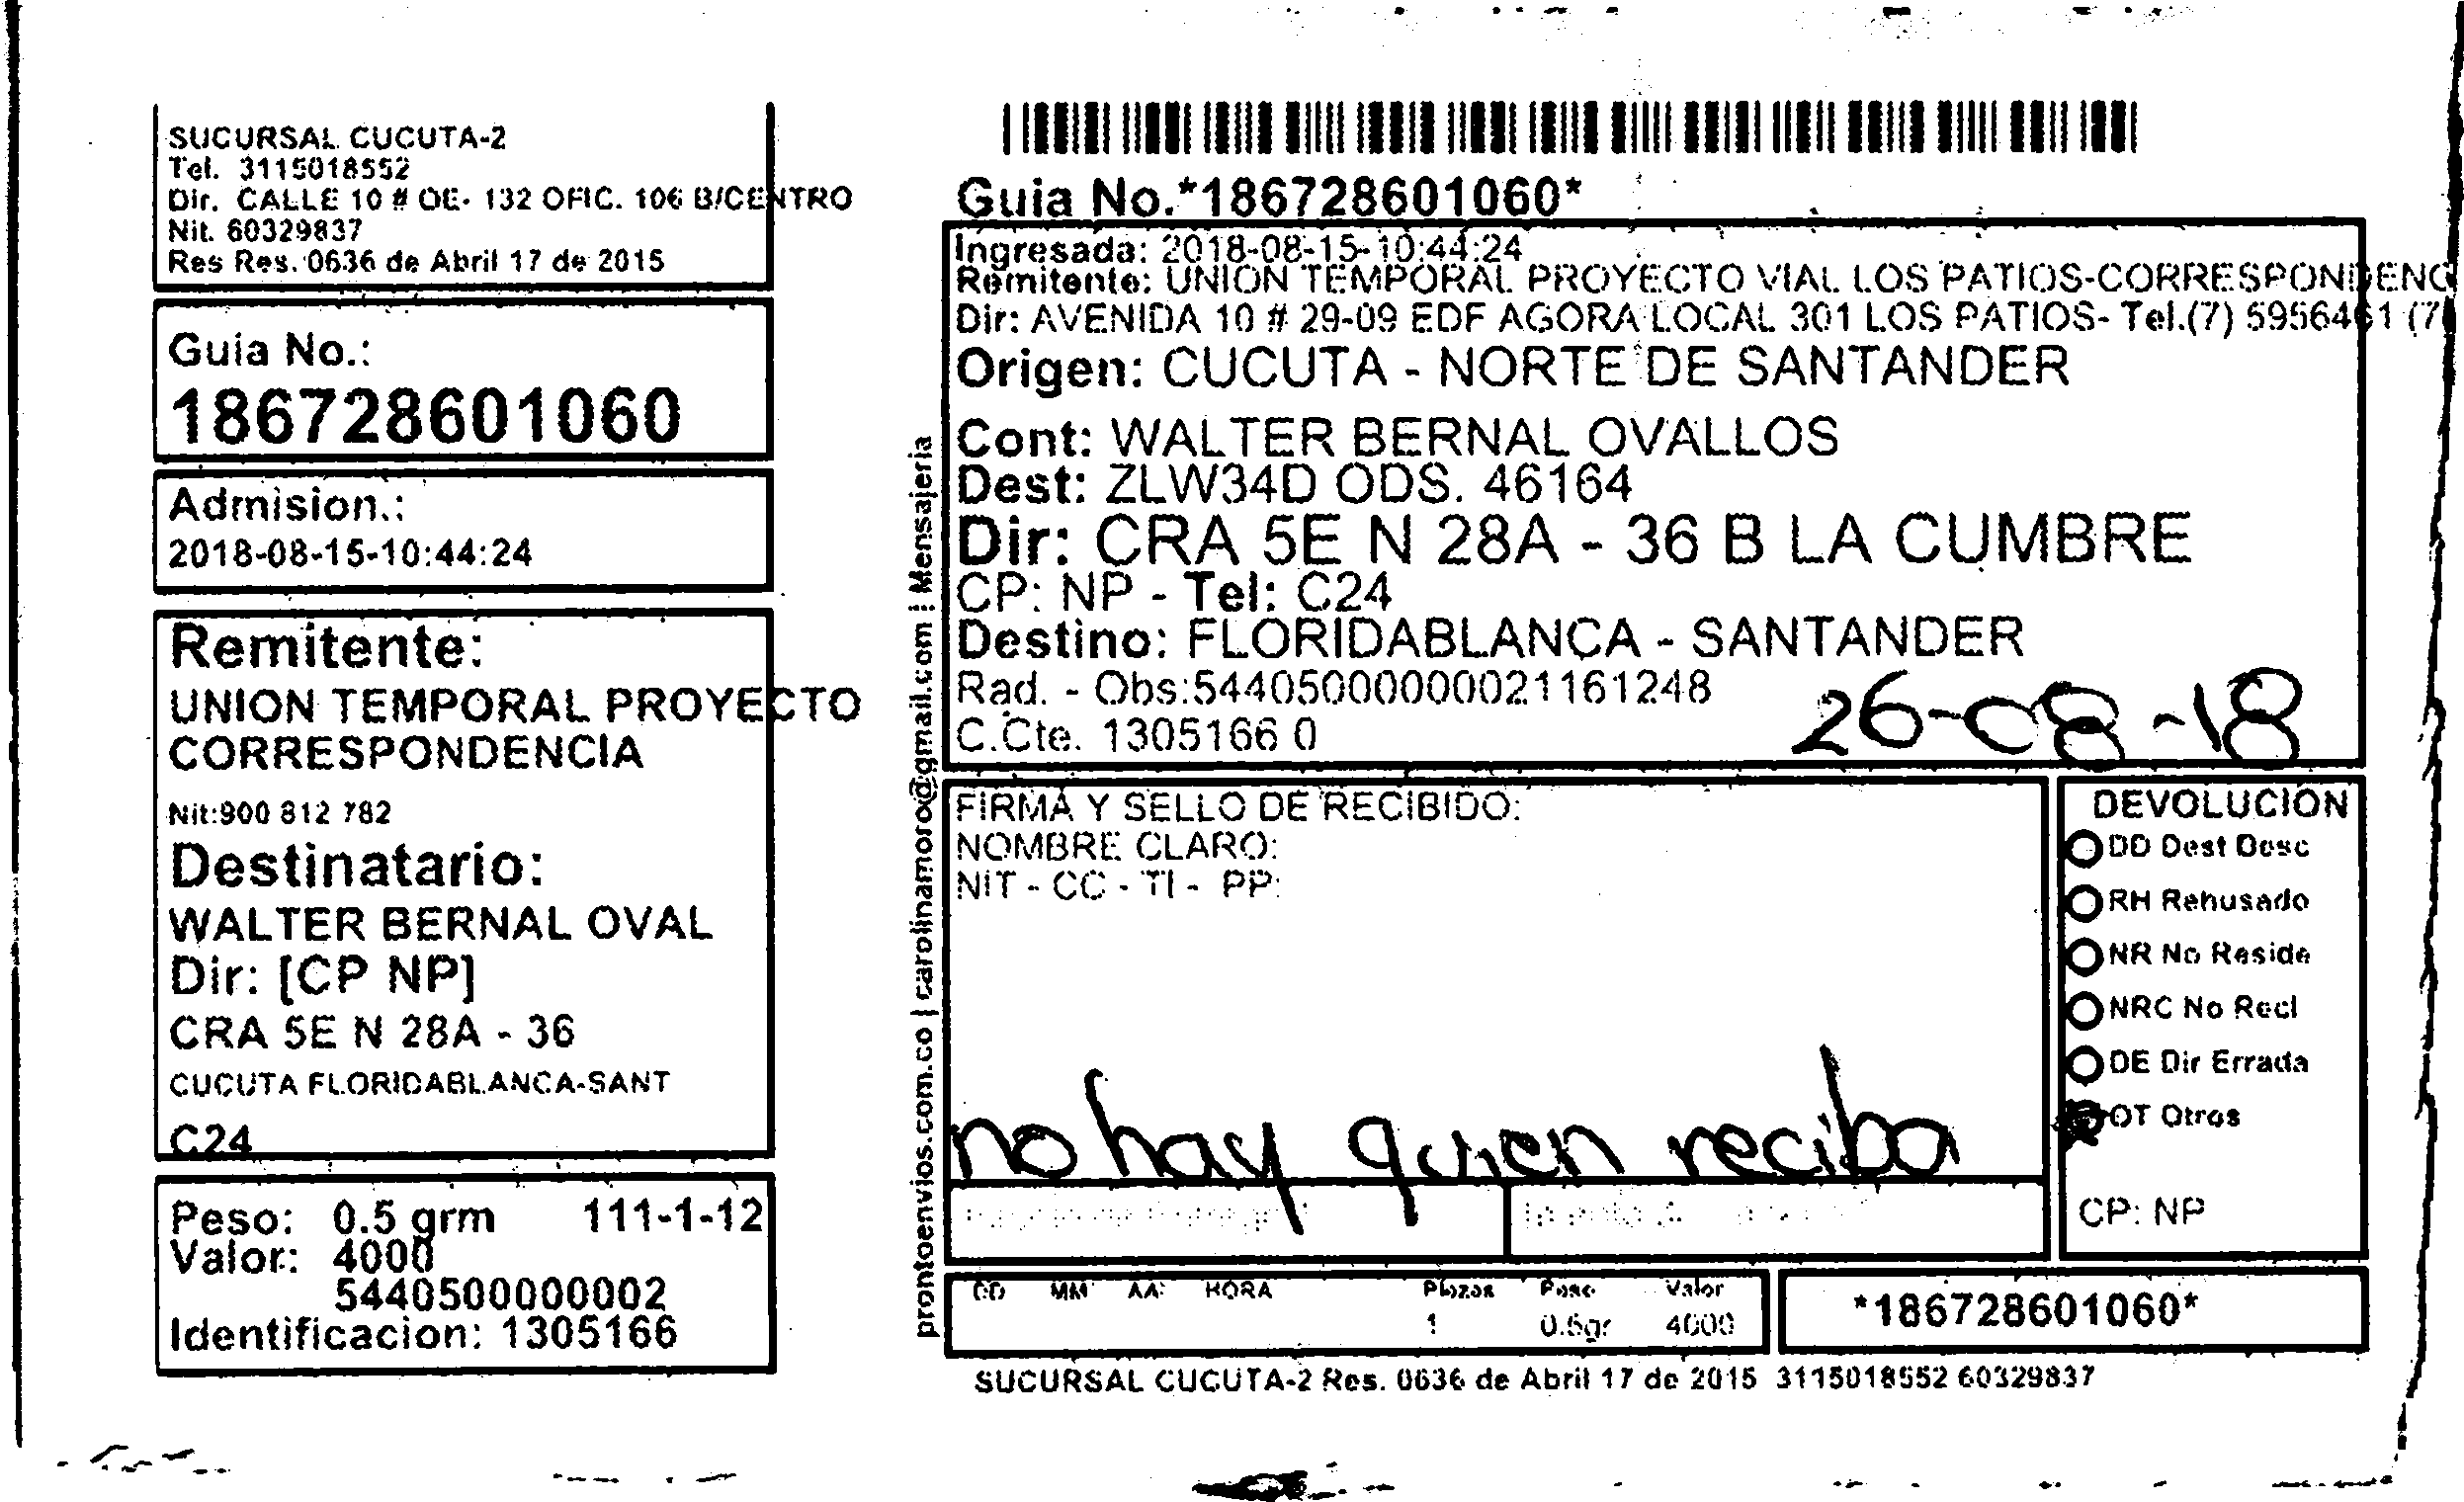 SUCURSAL CUCUTA-2
Tel. 3115018552
Dir. CALLE 10 # OE- 132 OFIC. 106 B/CENTRO
Nit. 60329837
Res Res. 0636 de Abril 17 de 2015
Guia No.:
186728601060
Admision.:
2018-08-15-10:44:24
Remitente:
UNION TEMPORAL PROYECTO
CORRESPONDENCIA
Nit:900 812 782
Destinatario:
WALTER BERNAL OVAL
Dir: [CP NP]
CRA 5E N 28A - 36
CUCUTA FLORIDABLANCA-SANT
C24
Peso: 0.5 grm 111-1-12
Valor: 4000
5440500000002
Identificacion: 1305166
prontoenvios.com.co | carolinamoro@gmail.com | Mensajeria
Guia No.*186728601060*
Ingresada: 2018-08-15-10:44:24
Remitente: UNION TEMPORAL PROYECTO VIAL LOS PATIOS-CORRESPONDENC
Dir: AVENIDA 10 # 29-09 EDF AGORA LOCAL 301 LOS PATIOS- Tel.(7) 5956461 (7
Origen: CUCUTA - NORTE DE SANTANDER
Cont: WALTER BERNAL OVALLOS
Dest: ZLW34D ODS. 46164
Dir: CRA 5E N 28A - 36 B LA CUMBRE
CP: NP - Tel: C24
Destino: FLORIDABLANCA - SANTANDER
Rad. - Obs:544050000000021161248
C.Cte. 1305166 0
26-08-18
FIRMA Y SELLO DE RECIBIDO:
NOMBRE CLARO:
NIT - CC - TI - PP:
no hay quien reciba
DEVOLUCION
DD Dest Desc
RH Rehusado
NR No Reside
NRC No Recl
DE Dir Errada
OT Otros
CP: NP
DD MM AA: HORA Piezas Peso Valor
1 0.5gr 4000
*186728601060*
SUCURSAL CUCUTA-2 Res. 0636 de Abril 17 de 2015 3115018552 60329837